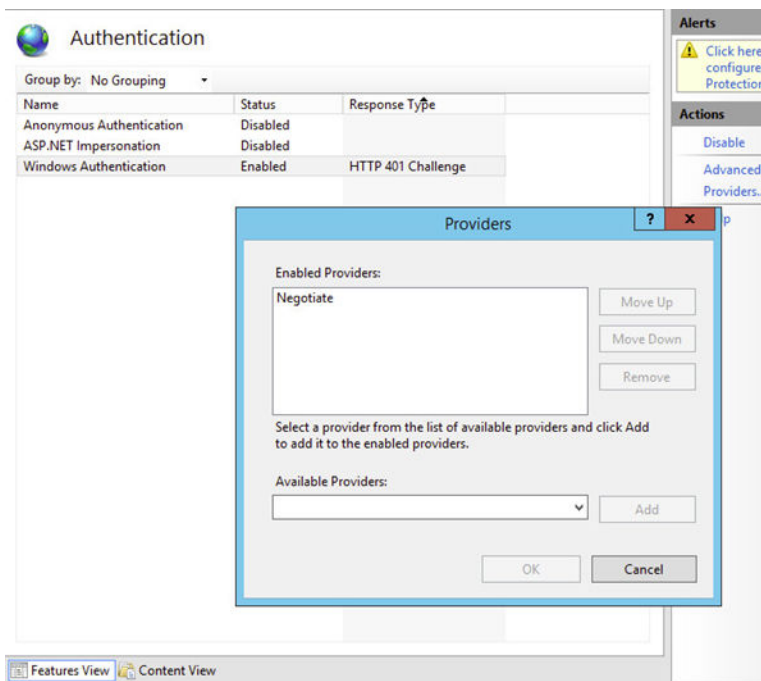 Authentication
Group by: No Grouping
Name Status Response Type
Anonymous Authentication Disabled
ASP.NET Impersonation Disabled
Windows Authentication Enabled HTTP 401 Challenge
Alerts
Click here
configure
Protection
Actions
Disable
Advanced
Providers..
p
Providers
?
x
Enabled Providers:
Negotiate
Move Up
Move Down
Remove
Select a provider from the list of available providers and click Add
to add it to the enabled providers.
Available Providers:
Add
OK
Cancel
Features View
Content View